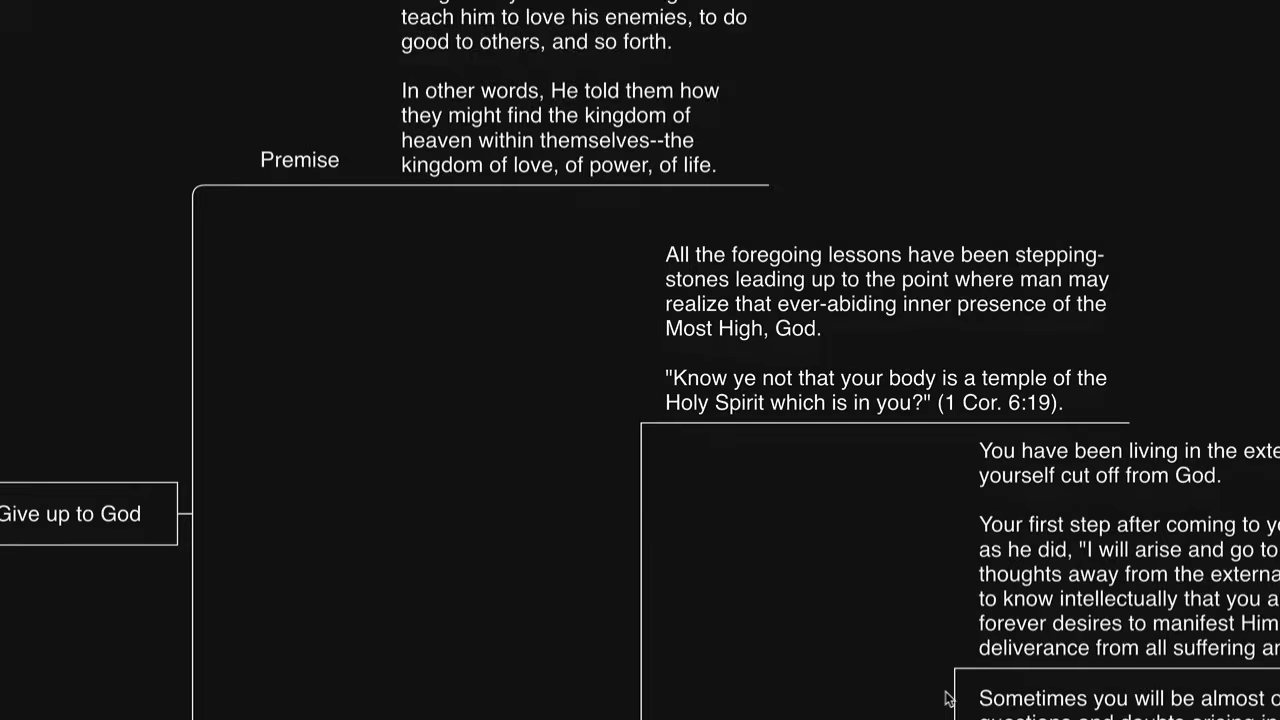 teach him to love his enemies, to do
good to others, and so forth.
In other words, He told them how
they might find the kingdom of
heaven within themselves--the
kingdom of love, of power, of life.
Premise
All the foregoing lessons have been stepping-
stones leading up to the point where man may
realize that ever-abiding inner presence of the
Most High, God.
"Know ye not that your body is a temple of the
Holy Spirit which is in you?" (1 Cor. 6:19).
You have been living in the exte
yourself cut off from God.
Give up to God
Your first step after coming to y
as he did, "I will arise and go to
thoughts away from the externa
to know intellectually that you a
forever desires to manifest Him
deliverance from all suffering a
Sometimes you will be almost